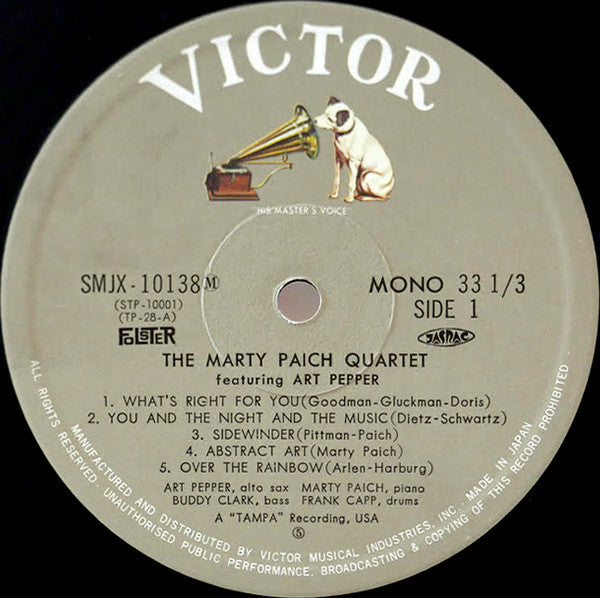 VICTOR
HIS MASTER'S VOICE
SMJX-10138 M
(STP-10001)
(TP-28-A)
FOLSTER
MONO 33 1/3
SIDE 1
JASRAC
THE MARTY PAICH QUARTET
featuring ART PEPPER
1. WHAT'S RIGHT FOR YOU(Goodman-Gluckman-Doris)
2. YOU AND THE NIGHT AND THE MUSIC(Dietz-Schwartz)
3. SIDEWINDER(Pittman-Paich)
4. ABSTRACT ART(Marty Paich)
5. OVER THE RAINBOW(Arlen-Harburg)
ART PEPPER, alto sax MARTY PAICH, piano
BUDDY CLARK, bass FRANK CAPP, drums
A "TAMPA" Recording, USA
⑤
MANUFACTURED AND DISTRIBUTED BY VICTOR MUSICAL INDUSTRIES, INC. MADE IN JAPAN
ALL RIGHTS RESERVED. UNAUTHORISED PUBLIC PERFORMANCE, BROADCASTING & COPYING OF THIS RECORD PROHIBITED